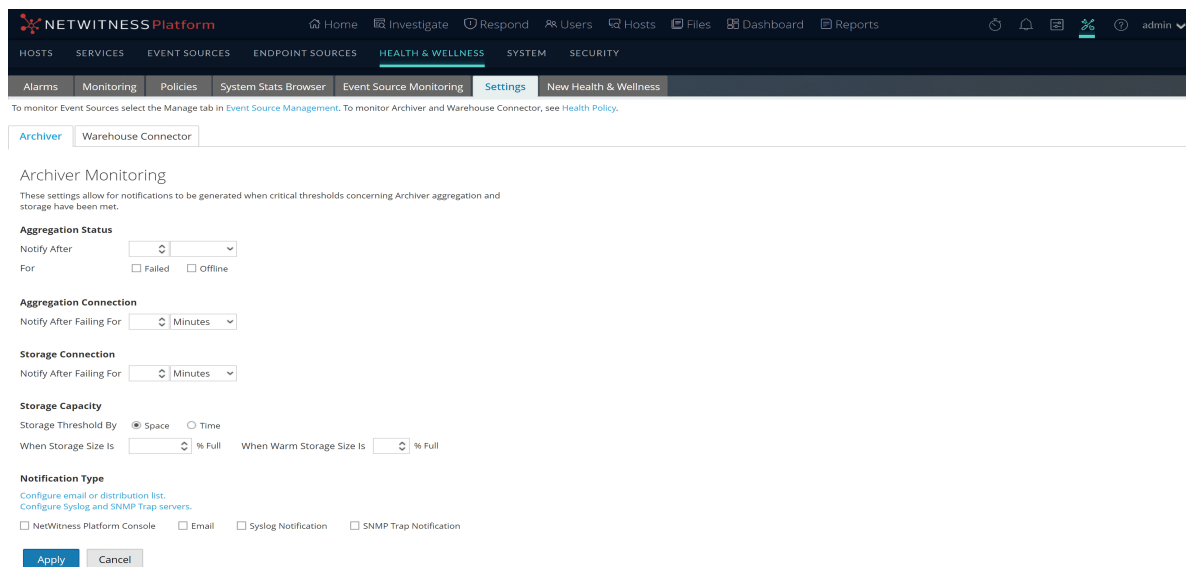 NETWITNESS Platform Home Investigate Respond Users Hosts Files Dashboard Reports admin
HOSTS SERVICES EVENT SOURCES ENDPOINT SOURCES HEALTH & WELLNESS SYSTEM SECURITY
Alarms Monitoring Policies System Stats Browser Event Source Monitoring Settings New Health & Wellness
To monitor Event Sources select the Manage tab in Event Source Management. To monitor Archiver and Warehouse Connector, see Health Policy.
Archiver Warehouse Connector
Archiver Monitoring
These settings allow for notifications to be generated when critical thresholds concerning Archiver aggregation and
storage have been met.
Aggregation Status
Notify After
For Failed Offline
Aggregation Connection
Notify After Failing For Minutes
Storage Connection
Notify After Failing For Minutes
Storage Capacity
Storage Threshold By Space Time
When Storage Size Is % Full When Warm Storage Size Is % Full
Notification Type
Configure email or distribution list.
Configure Syslog and SNMP Trap servers.
NetWitness Platform Console Email Syslog Notification SNMP Trap Notification
Apply Cancel